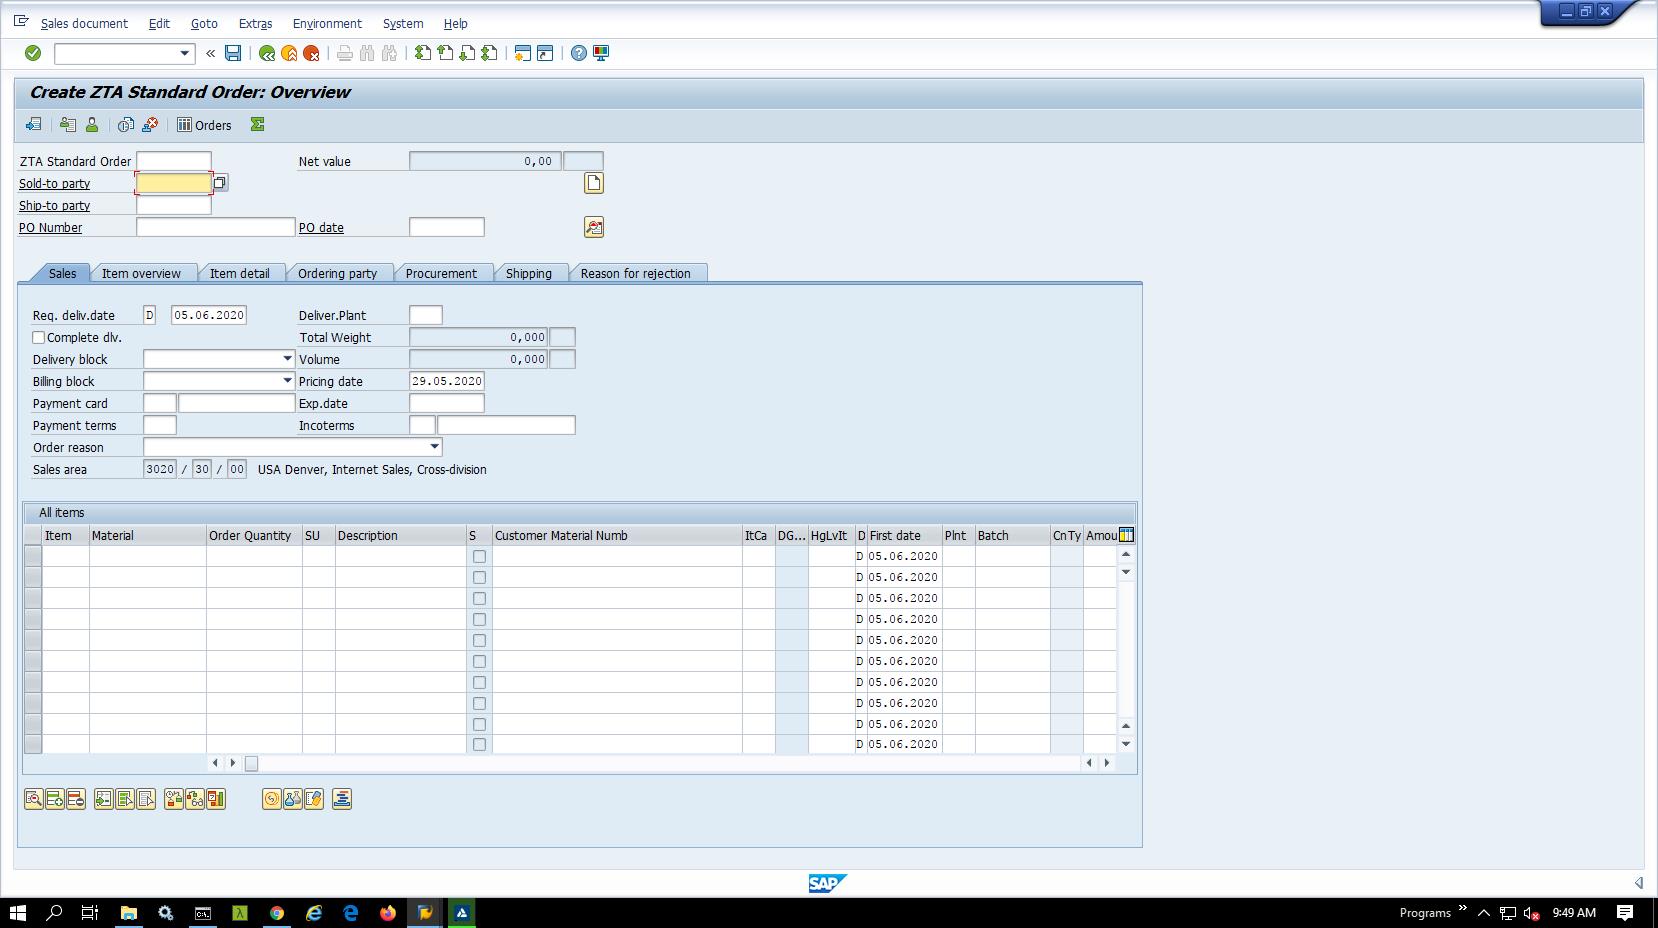 Sales document Edit Goto Extras Environment System Help
Create ZTA Standard Order: Overview
Orders
ZTA Standard Order Net value 0,00
Sold-to party
Ship-to party
PO Number PO date
Sales Item overview Item detail Ordering party Procurement Shipping Reason for rejection
Req. deliv.date D 05.06.2020 Deliver.Plant
Complete dlv. Total Weight 0,000
Delivery block Volume 0,000
Billing block Pricing date 29.05.2020
Payment card Exp.date
Payment terms Incoterms
Order reason
Sales area 3020 / 30 / 00 USA Denver, Internet Sales, Cross-division
All items
Item Material Order Quantity SU Description S Customer Material Numb ItCa DG... HgLvIt D First date Plnt Batch CnTy Amou
D 05.06.2020
D 05.06.2020
D 05.06.2020
D 05.06.2020
D 05.06.2020
D 05.06.2020
D 05.06.2020
D 05.06.2020
D 05.06.2020
D 05.06.2020
SAP
Programs 9:49 AM